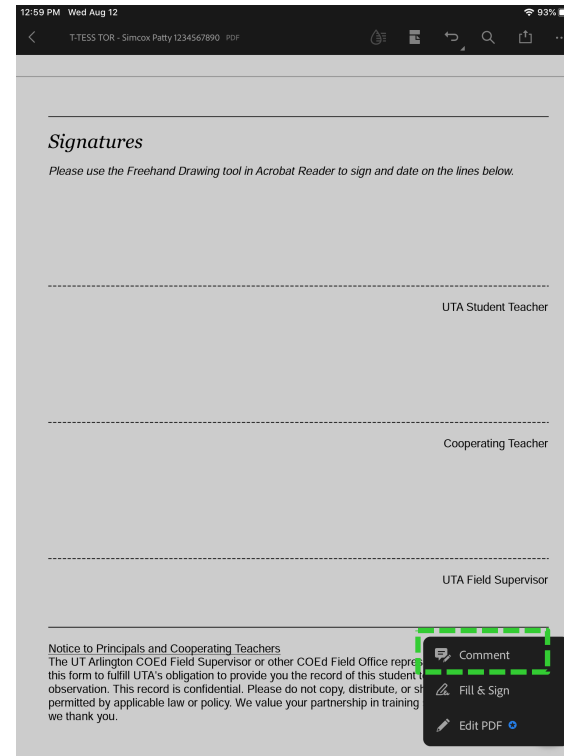 12:59 PM Wed Aug 12 93%
T-TESS TOR - Simcox Patty 1234567890 PDF
Signatures
Please use the Freehand Drawing tool in Acrobat Reader to sign and date on the lines below.
UTA Student Teacher
Cooperating Teacher
UTA Field Supervisor
Notice to Principals and Cooperating Teachers
The UT Arlington COEd Field Supervisor or other COEd Field Office
this form to fulfill UTA's obligation to provide you the record of this student
observation. This record is confidential. Please do not copy, distribute, or
permitted by applicable law or policy. We value your partnership in training
we thank you.
Comment
Fill & Sign
Edit PDF